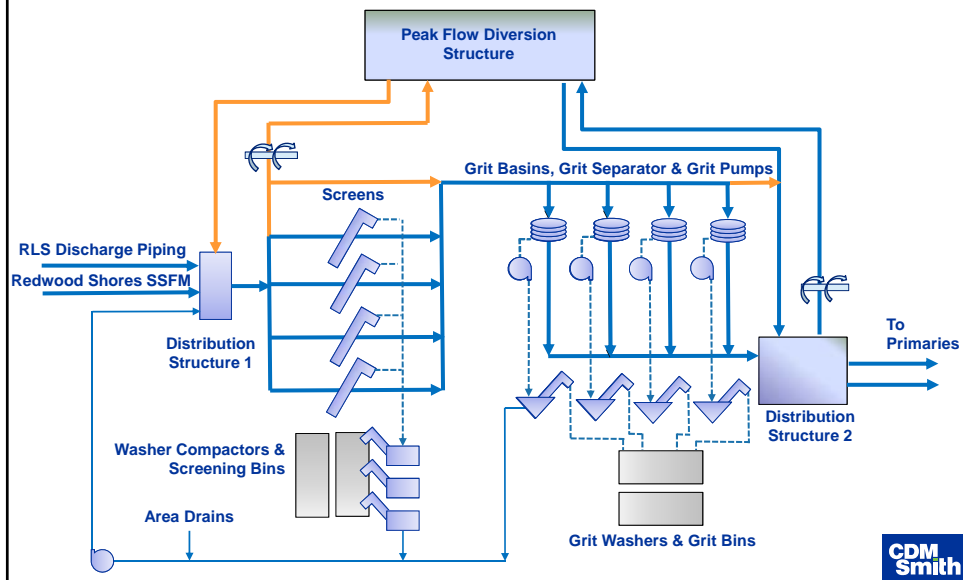 Peak Flow Diversion
Structure
Grit Basins, Grit Separator & Grit Pumps
Screens
RLS Discharge Piping
Redwood Shores SSFM
Distribution
Structure 1
To
Primaries
Distribution
Structure 2
Washer Compactors &
Screening Bins
Area Drains
Grit Washers & Grit Bins
CDM
Smith